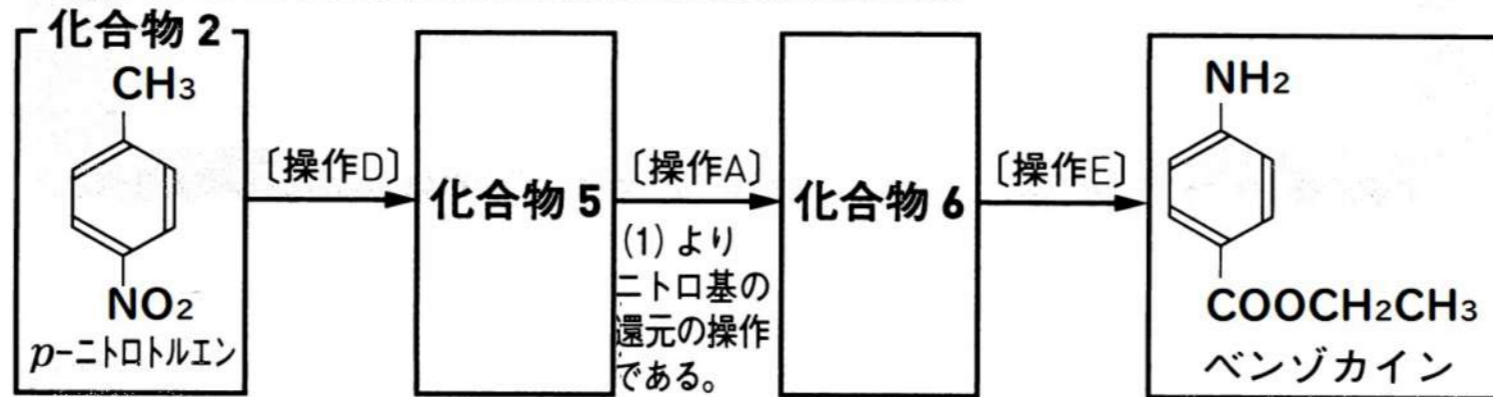 化合物2
CH3
NO2
p-ニトロトルエン
〔操作D〕
化合物5
〔操作A〕
(1)より
ニトロ基の
還元の操作
である。
化合物6
〔操作E〕
NH2
COOCH2CH3
ベンゾカイン